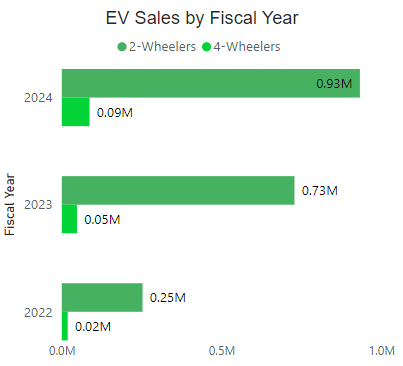 EV Sales by Fiscal Year
2-Wheelers 4-Wheelers
Fiscal Year
2024
0.93M
0.09M
2023
0.73M
0.05M
2022
0.25M
0.02M
0.0M 0.5M 1.0M